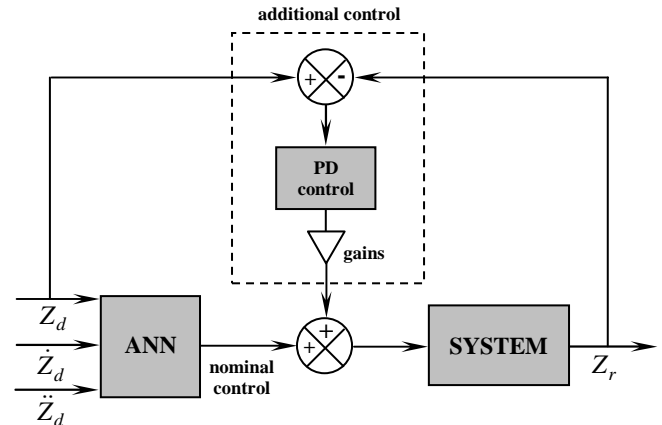 additional control
+ -
PD
control
gains
Z_d
Ż_d
Z̈_d
ANN
nominal
control
+
+
SYSTEM
Z_r